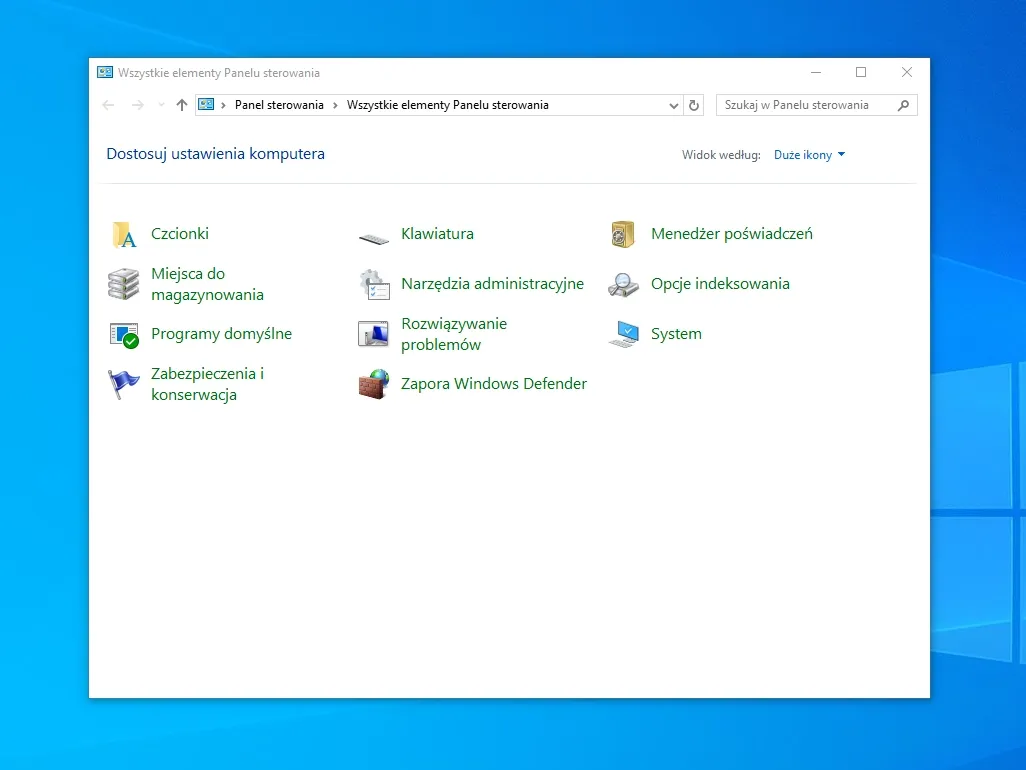 Wszystkie elementy Panelu sterowania
Panel sterowania
Wszystkie elementy Panelu sterowania
Szukaj w Panelu sterowania
Dostosuj ustawienia komputera
Widok według:
Duże ikony
Czcionki
Klawiatura
Menedżer poświadczeń
Miejsca do
magazynowania
Narzędzia administracyjne
Opcje indeksowania
Programy domyślne
Rozwiązywanie
problemów
System
Zabezpieczenia i
konserwacja
Zapora Windows Defender